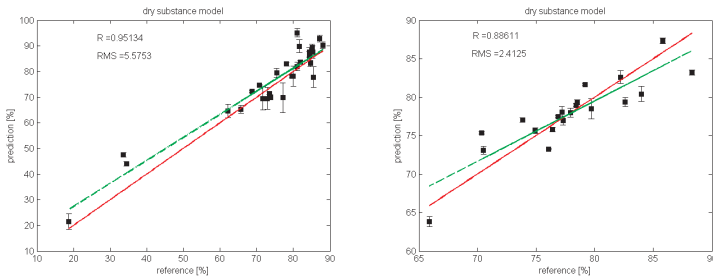 dry substance model
R =0.95134
RMS =5.5753
100
90
80
70
60
50
40
30
20
10
prediction [%]
10 20 30 40 50 60 70 80 90
reference [%]
dry substance model
R =0.88611
RMS =2.4125
90
85
80
75
70
65
60
prediction [%]
65 70 75 80 85 90
reference [%]